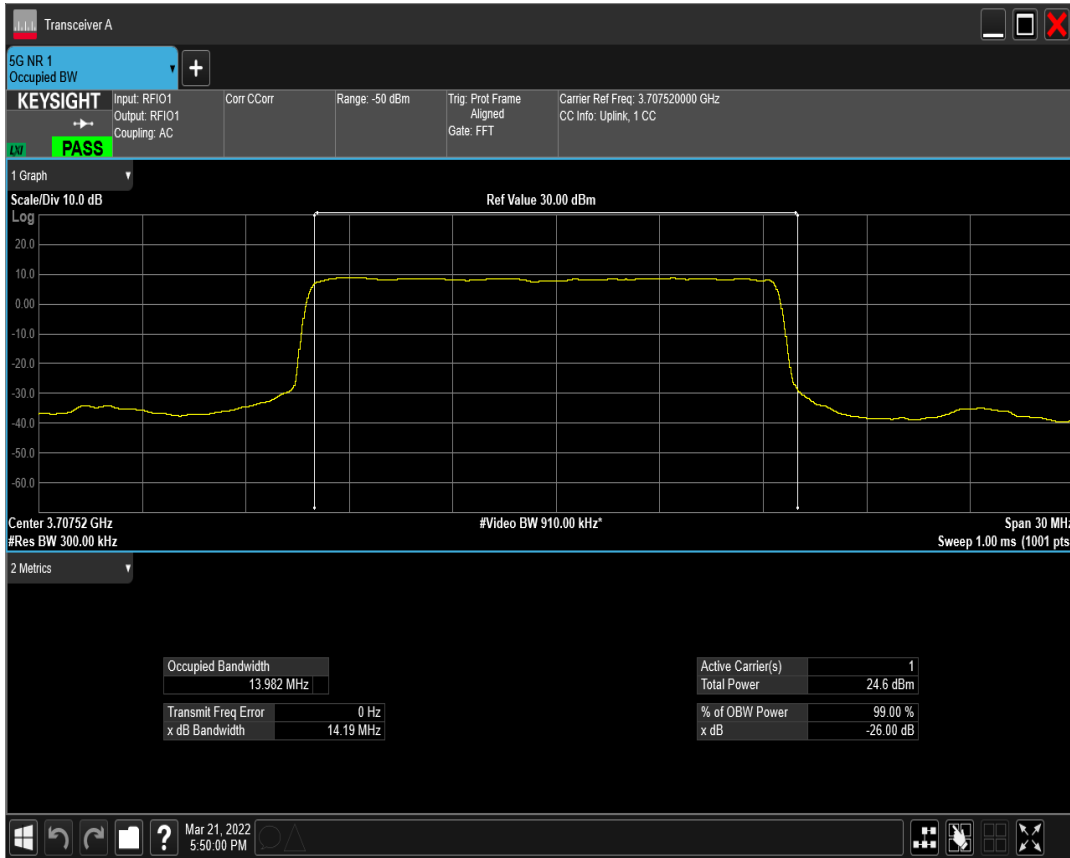 Transceiver A
5G NR 1
Occupied BW
KEYSIGHT
LXI
PASS
Input: RFIO1
Output: RFIO1
Coupling: AC
Corr CCorr
Range: -50 dBm
Trig: Prot Frame
Aligned
Gate: FFT
Carrier Ref Freq: 3.707520000 GHz
CC Info: Uplink, 1 CC
1 Graph
Scale/Div 10.0 dB
Ref Value 30.00 dBm
Log
20.0
10.0
0.00
-10.0
-20.0
-30.0
-40.0
-50.0
-60.0
Center 3.70752 GHz
#Video BW 910.00 kHz*
Span 30 MHz
#Res BW 300.00 kHz
Sweep 1.00 ms (1001 pts
2 Metrics
Occupied Bandwidth
13.982 MHz
Transmit Freq Error 0 Hz
x dB Bandwidth 14.19 MHz
Active Carrier(s) 1
Total Power 24.6 dBm
% of OBW Power 99.00 %
x dB -26.00 dB
Mar 21, 2022
5:50:00 PM